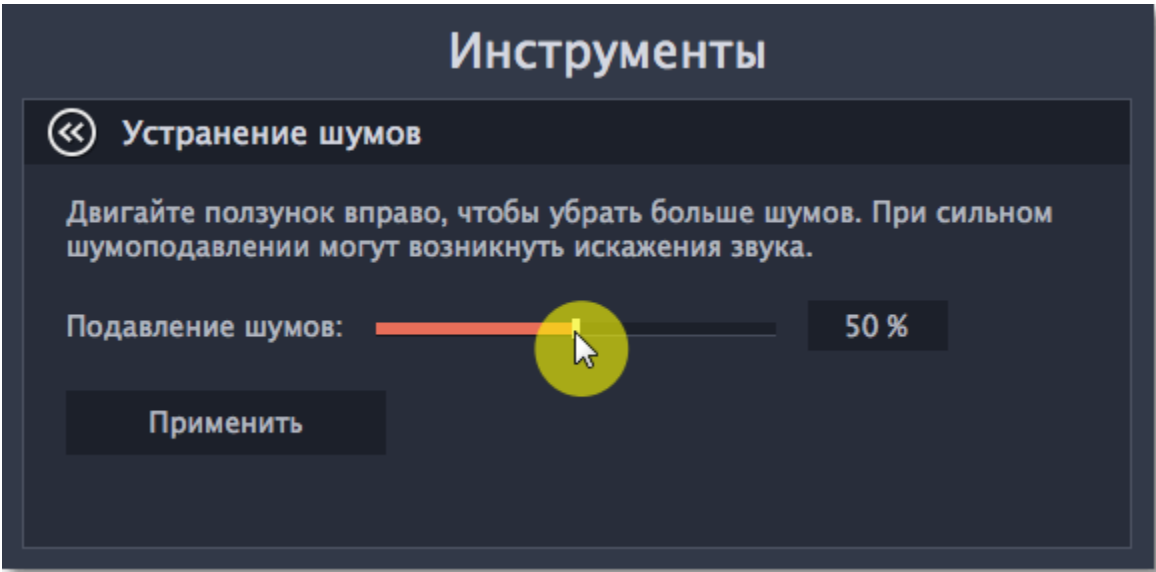 Инструменты
Устранение шумов
Двигайте ползунок вправо, чтобы убрать больше шумов. При сильном
шумоподавлении могут возникнуть искажения звука.
Подавление шумов: 50 %
Применить